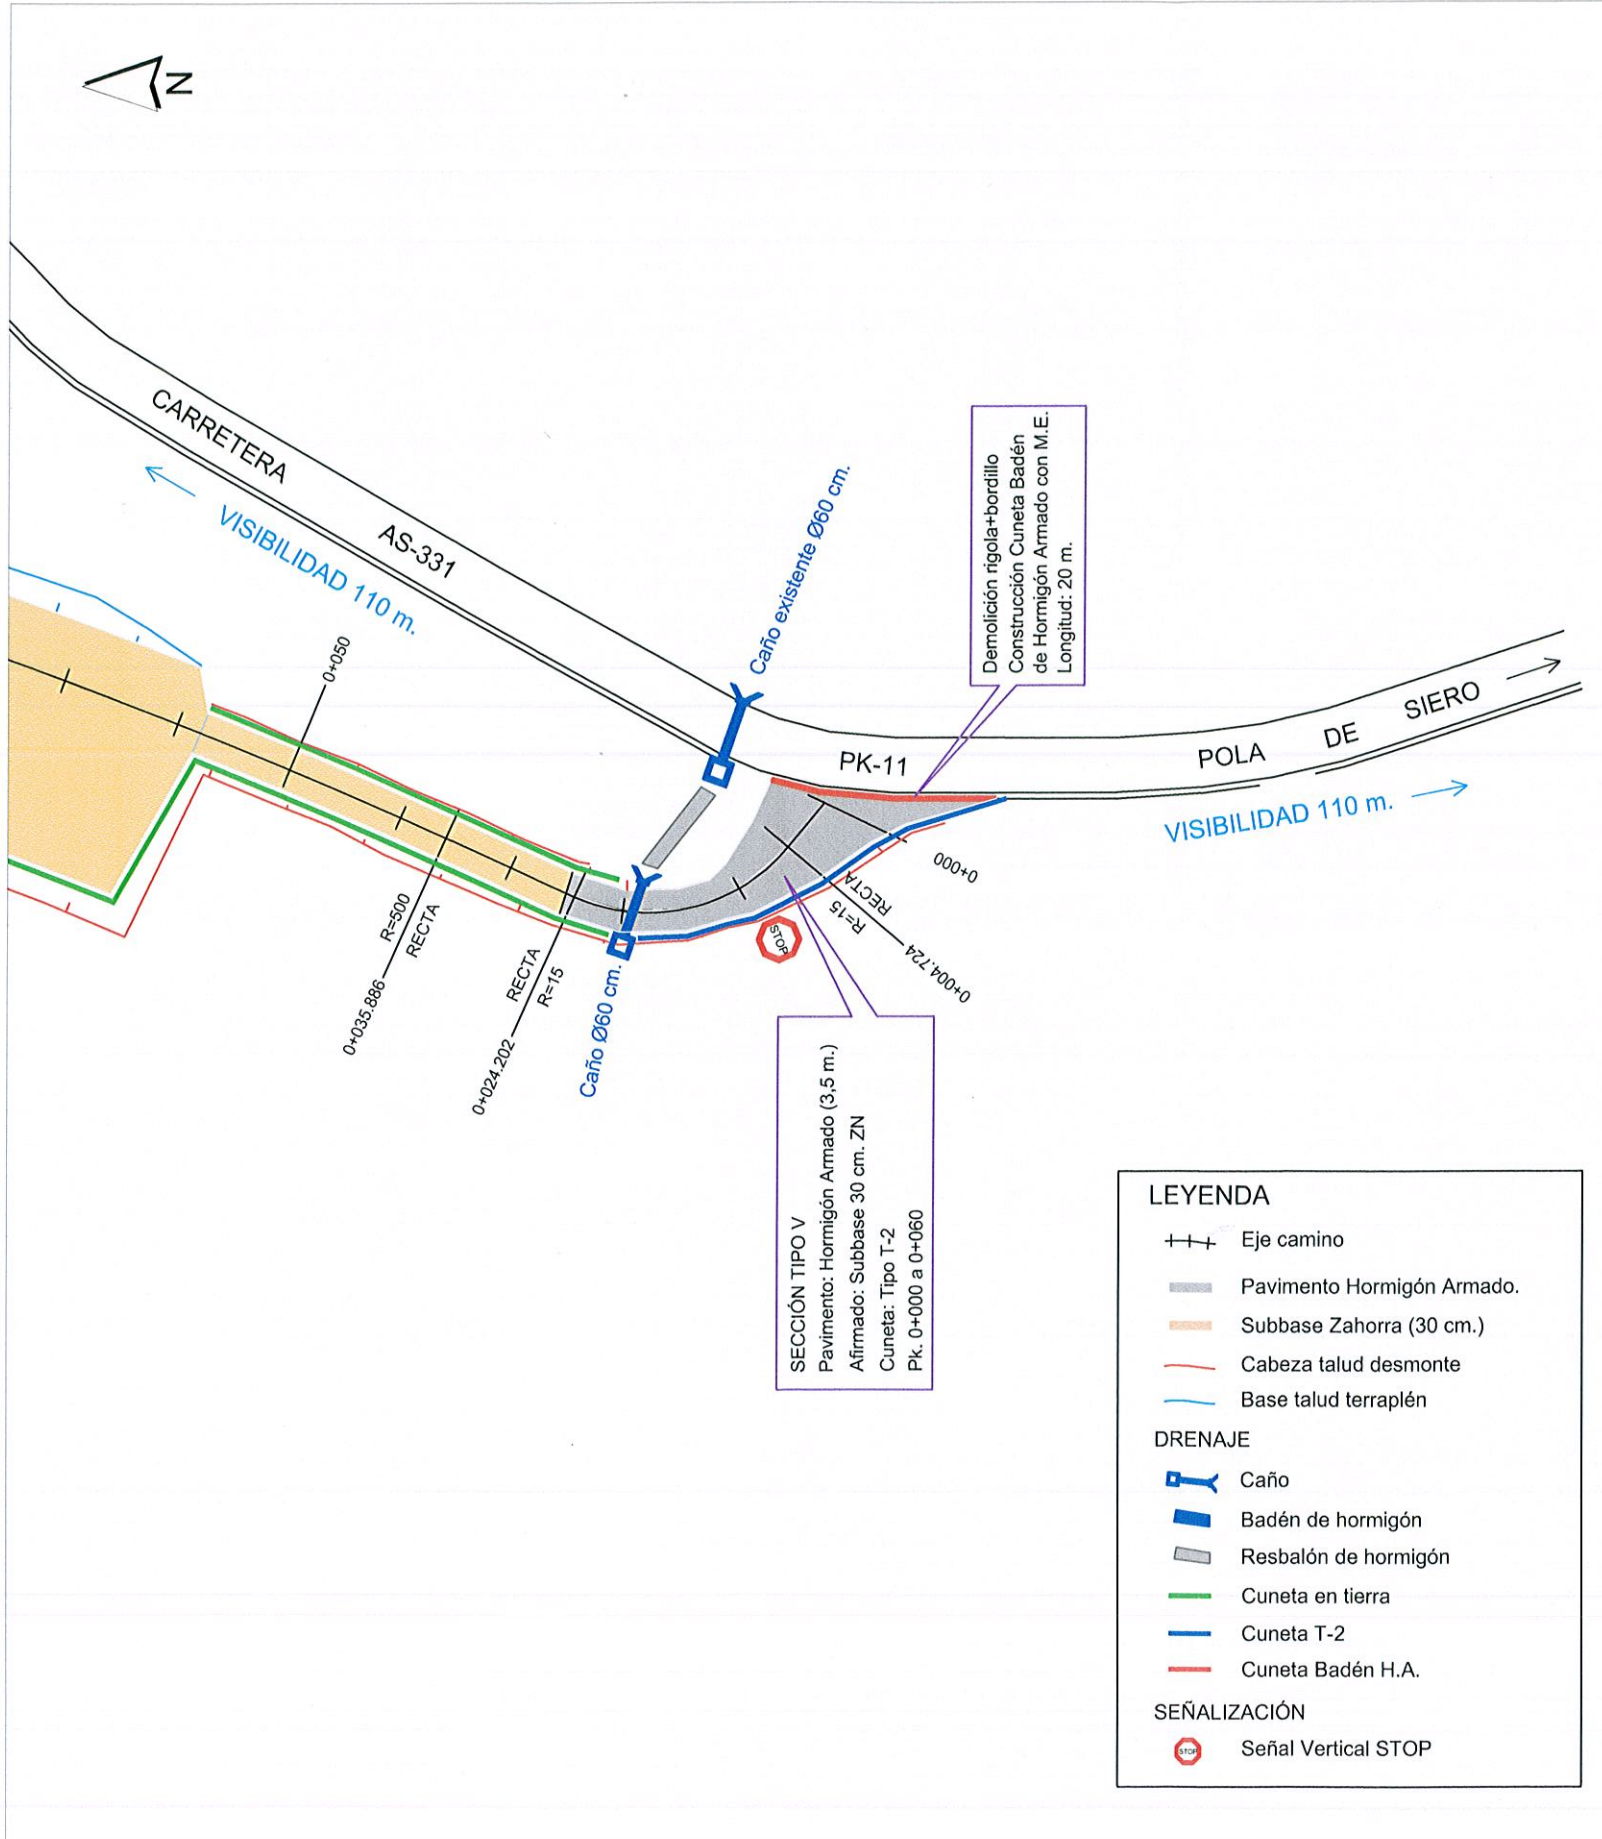 N
CARRETERA
AS-331
VISIBILIDAD 110 m.
Caño existente Ø60 cm.
Demolición rigola+bordillo
Construcción Cuneta Badén
de Hormigón Armado con M.E.
Longitud: 20 m.
0+050
PK-11
POLA DE SIERO
VISIBILIDAD 110 m.
0+000
RECTA
R=15
0+004.724
STOP
R=500
RECTA
0+035.886
RECTA
R=15
0+024.202
Caño Ø60 cm.
SECCIÓN TIPO V
Pavimento: Hormigón Armado (3,5 m.)
Afirmado: Subbase 30 cm. ZN
Cuneta: Tipo T-2
Pk. 0+000 a 0+060
LEYENDA
Eje camino
Pavimento Hormigón Armado.
Subbase Zahorra (30 cm.)
Cabeza talud desmonte
Base talud terraplén
DRENAJE
Caño
Badén de hormigón
Resbalón de hormigón
Cuneta en tierra
Cuneta T-2
Cuneta Badén H.A.
SEÑALIZACIÓN
STOP
Señal Vertical STOP